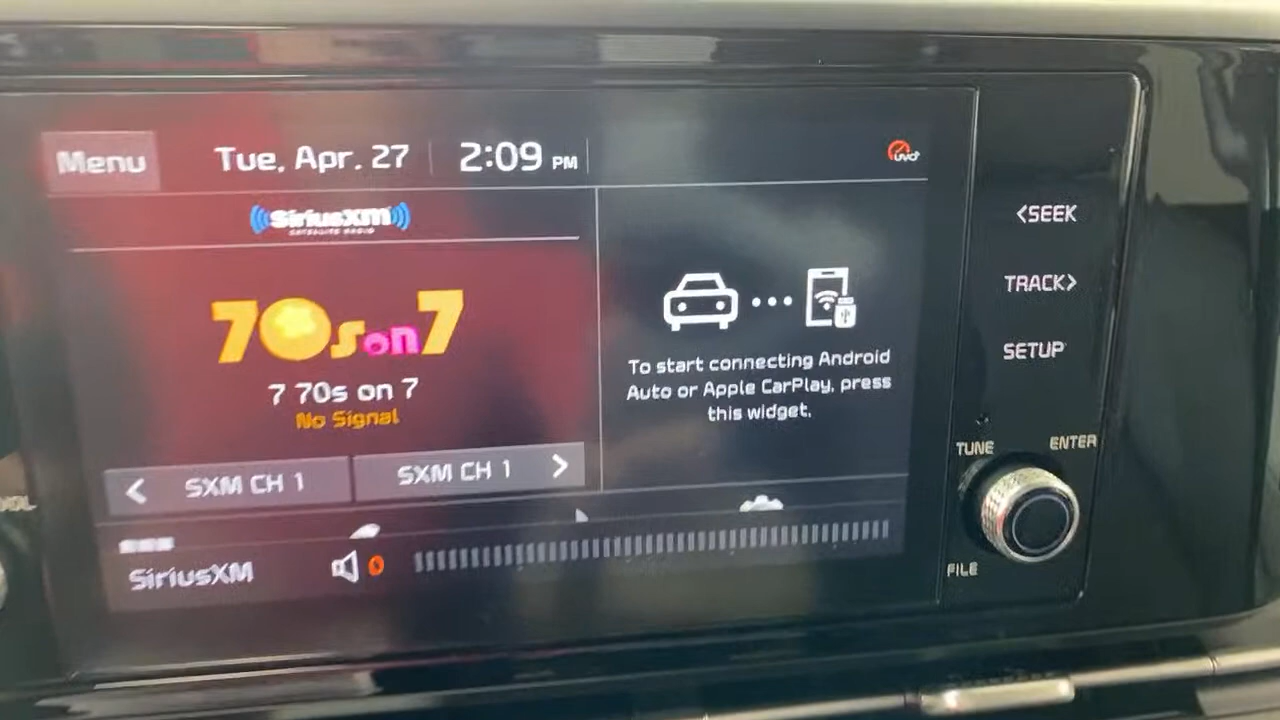 Menu
Tue, Apr. 27
2:09 PM
UVO
SiriusXM
SATELLITE RADIO
70s on 7
7 70s on 7
No Signal
< SXM CH 1
SXM CH 1 >
To start connecting Android
Auto or Apple CarPlay, press
this widget.
SiriusXM
0
<SEEK
TRACK>
SETUP
TUNE
ENTER
FILE
VOL